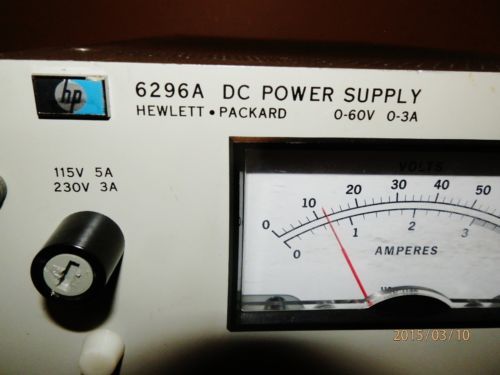 hp
6296A DC POWER SUPPLY
HEWLETT • PACKARD 0-60V 0-3A
115V 5A
230V 3A
VOLTS
0 10 20 30 40 50
0 1 2 3
AMPERES
2015/03/10